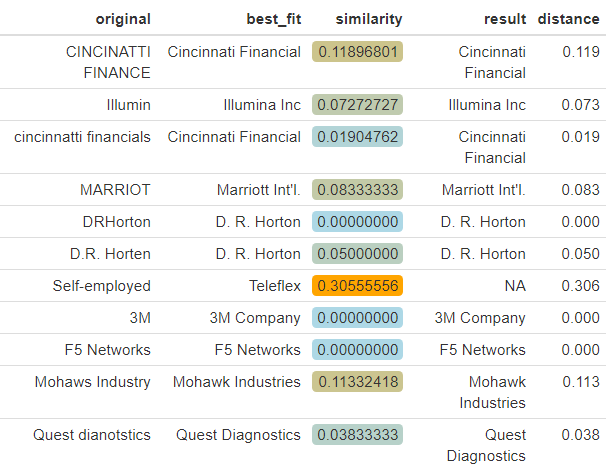 original best_fit similarity result distance
CINCINATTI FINANCE Cincinnati Financial 0.11896801 Cincinnati Financial 0.119
Illumin Illumina Inc 0.07272727 Illumina Inc 0.073
cincinnatti financials Cincinnati Financial 0.01904762 Cincinnati Financial 0.019
MARRIOT Marriott Int'l. 0.08333333 Marriott Int'l. 0.083
DRHorton D. R. Horton 0.00000000 D. R. Horton 0.000
D.R. Horten D. R. Horton 0.05000000 D. R. Horton 0.050
Self-employed Teleflex 0.30555556 NA 0.306
3M 3M Company 0.00000000 3M Company 0.000
F5 Networks F5 Networks 0.00000000 F5 Networks 0.000
Mohaws Industry Mohawk Industries 0.11332418 Mohawk Industries 0.113
Quest dianotstics Quest Diagnostics 0.03833333 Quest Diagnostics 0.038